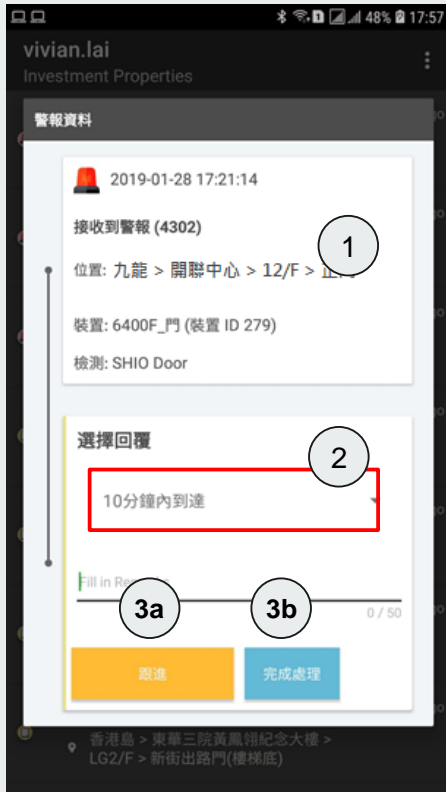 48% 17:57
vivian.lai
Investment Properties
警報資料
2019-01-28 17:21:14
接收到警報 (4302)
1
位置: 九龍 > 開聯中心 > 12/F >
裝置: 6400F_門 (裝置 ID 279)
檢測: SHIO Door
選擇回覆
2
10分鐘內到達
Fill in
3a
3b
0 / 50
跟進
完成處理
香港島 > 東華三院黃鳳翎紀念大樓 >
LG2/F > 新街出路門(樓梯底)